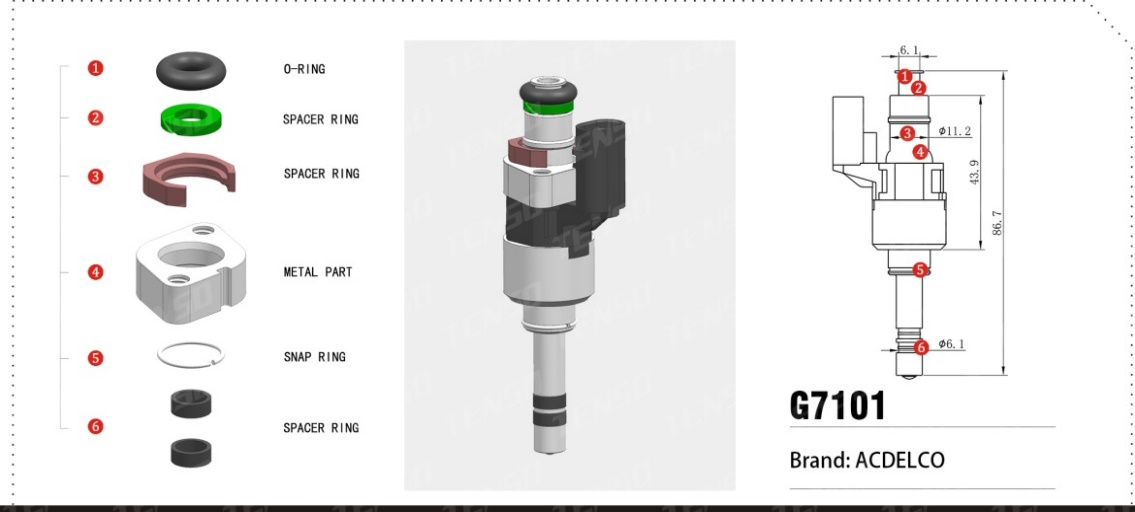 1 O-RING
2 SPACER RING
3 SPACER RING
4 METAL PART
5 SNAP RING
6 SPACER RING
6.1
1
2
3 ϕ11.2
4
43.9
86.7
5
6 ϕ6.1
G7101
Brand: ACDELCO